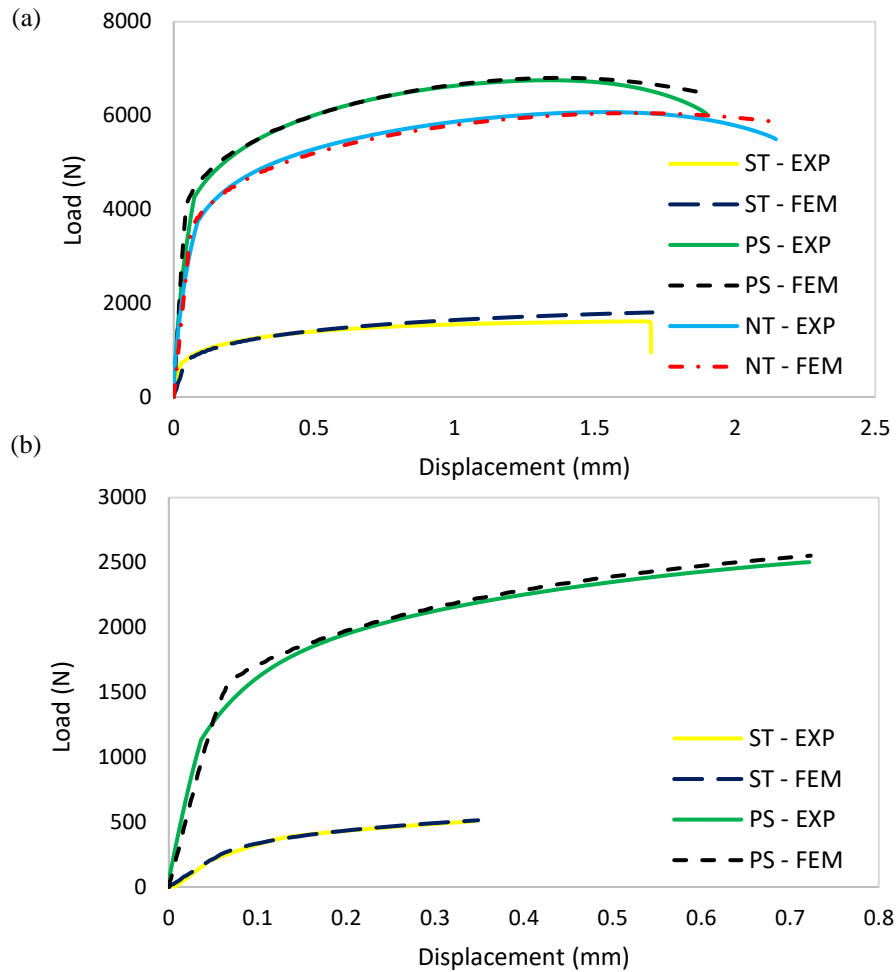 (a)
8000
6000
4000
2000
0
Load (N)
0
0.5
1
1.5
2
2.5
Displacement (mm)
ST - EXP
ST - FEM
PS - EXP
PS - FEM
NT - EXP
NT - FEM
(b)
3000
2500
2000
1500
1000
500
0
Load (N)
0
0.1
0.2
0.3
0.4
0.5
0.6
0.7
0.8
Displacement (mm)
ST - EXP
ST - FEM
PS - EXP
PS - FEM